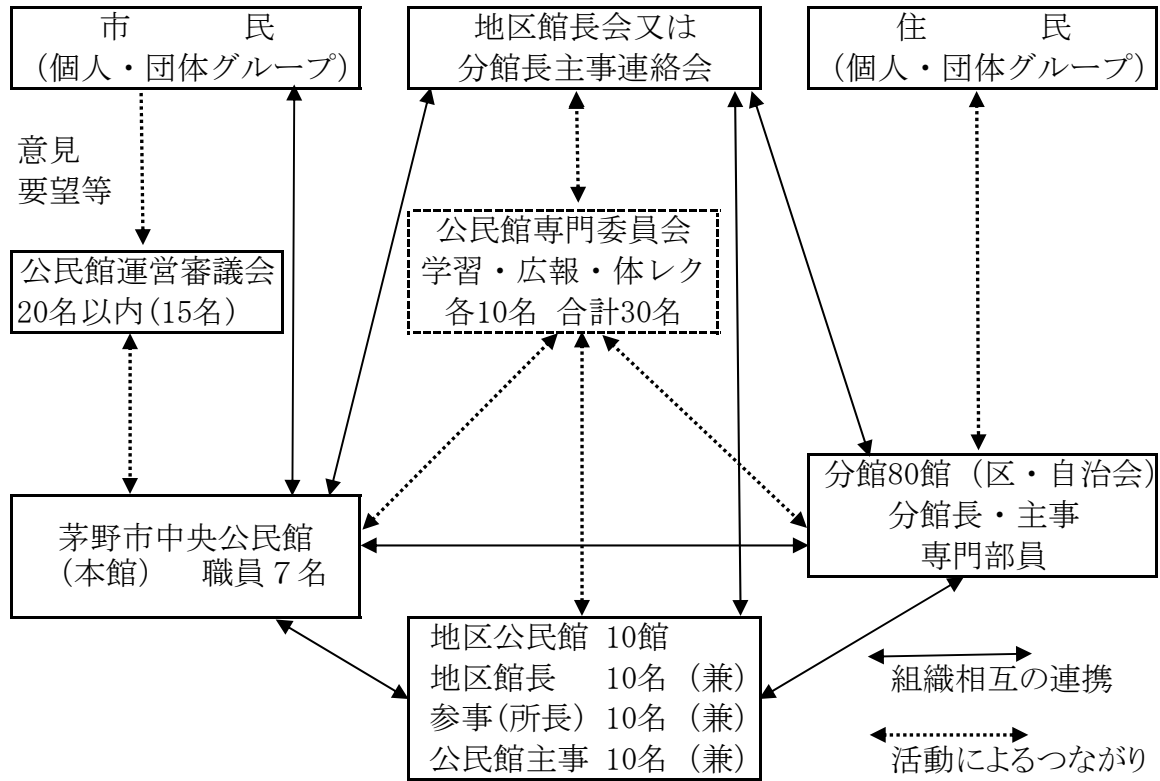 市　　　　民
（個人・団体グループ）
地区館長会又は
分館長主事連絡会
住　　　　民
（個人・団体グループ）
意見
要望等
公民館専門委員会
学習・広報・体レク
各10名 合計30名
公民館運営審議会
20名以内(15名)
分館80館（区・自治会）
分館長・主事
専門部員
茅野市中央公民館
（本館）　職員７名
地区公民館 10館
地区館長　 10名（兼）
参事(所長) 10名（兼）
公民館主事 10名（兼）
組織相互の連携
活動によるつながり